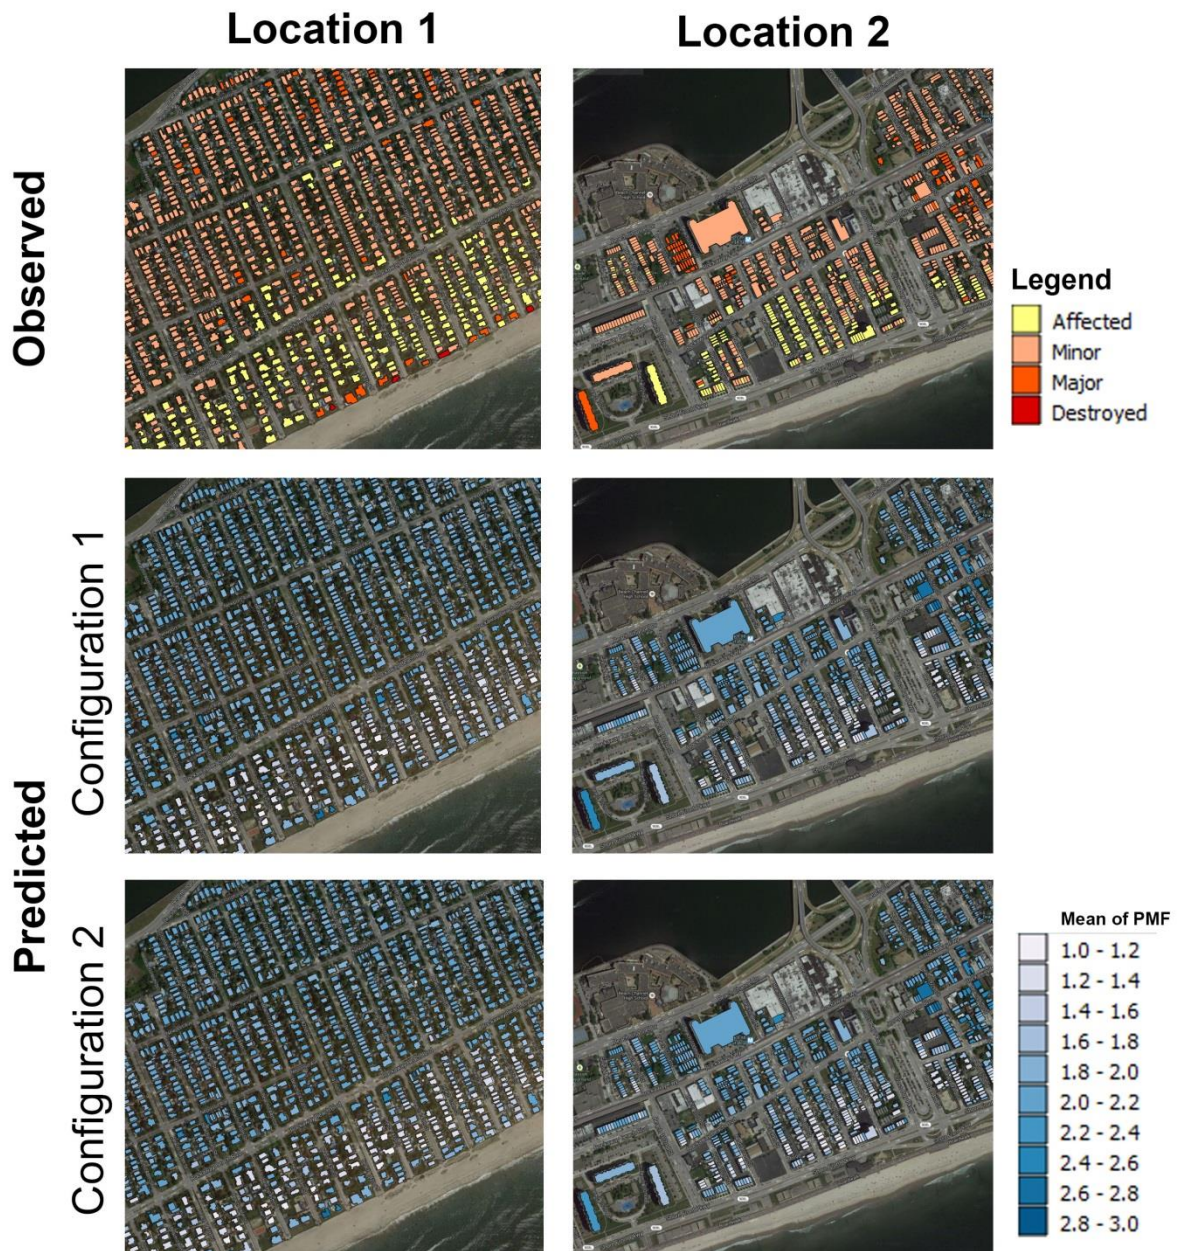 Location 1
Location 2
Observed
Legend
Affected
Minor
Major
Destroyed
Predicted
Configuration 1
Configuration 2
Mean of PMF
1.0 - 1.2
1.2 - 1.4
1.4 - 1.6
1.6 - 1.8
1.8 - 2.0
2.0 - 2.2
2.2 - 2.4
2.4 - 2.6
2.6 - 2.8
2.8 - 3.0